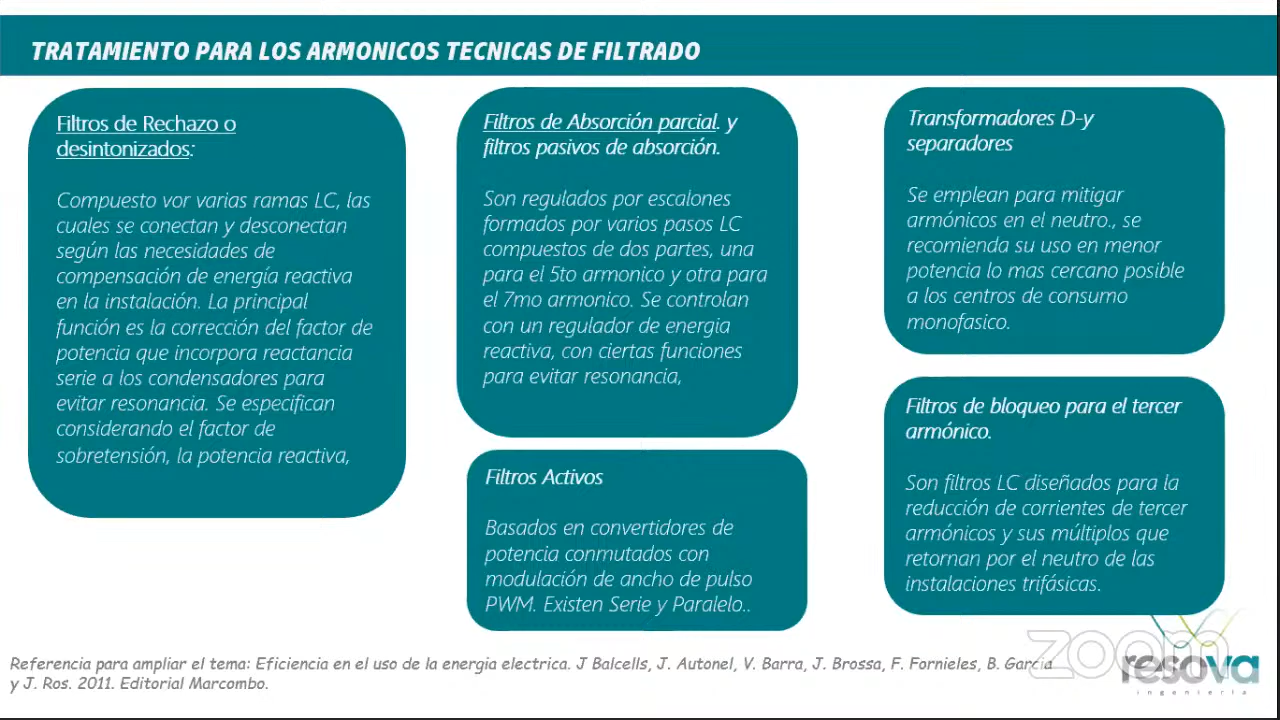 TRATAMIENTO PARA LOS ARMONICOS TECNICAS DE FILTRADO
Filtros de Rechazo o
desintonizados:
Compuesto vor varias ramas LC, las
cuales se conectan y desconectan
según las necesidades de
compensación de energía reactiva
en la instalación. La principal
función es la corrección del factor de
potencia que incorpora reactancia
serie a los condensadores para
evitar resonancia. Se especifican
considerando el factor de
sobretensión, la potencia reactiva,
Filtros de Absorción parcial. y
filtros pasivos de absorción.
Son regulados por escalones
formados por varios pasos LC
compuestos de dos partes, una
para el 5to armonico y otra para
el 7mo armonico. Se controlan
con un regulador de energia
reactiva, con ciertas funciones
para evitar resonancia,
Filtros Activos
Basados en convertidores de
potencia conmutados con
modulación de ancho de pulso
PWM. Existen Serie y Paralelo..
Transformadores D-y
separadores
Se emplean para mitigar
armónicos en el neutro., se
recomienda su uso en menor
potencia lo mas cercano posible
a los centros de consumo
monofasico.
Filtros de bloqueo para el tercer
armónico.
Son filtros LC diseñados para la
reducción de corrientes de tercer
armónicos y sus múltiplos que
retornan por el neutro de las
instalaciones trifásicas.
Referencia para ampliar el tema: Eficiencia en el uso de la energia electrica. J Balcells, J. Autonel, V. Barra, J. Brossa, F. Fornieles, B. Garcia
y J. Ros. 2011. Editorial Marcombo.
zoom
resova
ingeniería